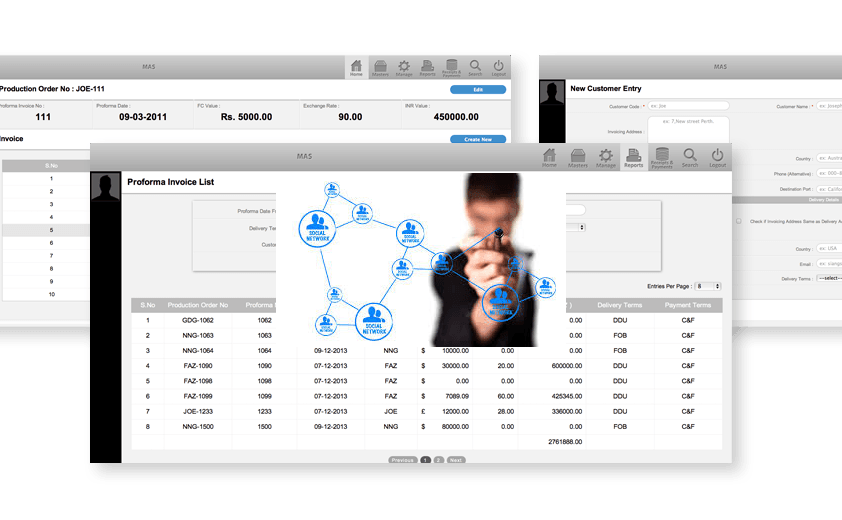 MAS
Home Masters Manage Reports Receipts & Payments Search Logout
Production Order No : JOE-111
Edit
Proforma Invoice No :
Proforma Date :
FC Value :
Exchange Rate :
INR Value :
111
09-03-2011
Rs. 5000.00
90.00
450000.00
Invoice
Create New
S.No
1
2
3
4
5
6
7
8
9
10
MAS
New Customer Entry
Customer Code : * ex: Joe
Customer Name : * ex: Joseph
Invoicing Address :
ex: 7,New street Perth.
Country : ex: Austra
Phone (Alternative) :
Destination Port : ex: Califo
Delivery Details
Check if Invoicing Address Same as Delivery A
Country : ex: USA
Email :
Delivery Terms : --select--
MAS
Home Masters Manage Reports Receipts & Payments Search Logout
Proforma Invoice List
Proforma Date F
Delivery Te
Custo
SOCIAL NETWORK
SOCIAL NETWORK
SOCIAL NETWORK
SOCIAL NETWORK
Entries Per Page : 8
S.No Production Order No Proforma Delivery Terms Payment Terms
1 GDG-1062 1062 0.00 DDU C&F
2 NNG-1063 1063 0.00 FOB C&F
3 NNG-1064 1064 09-12-2013 NNG $ 10000.00 0.00 0.00 FOB C&F
4 FAZ-1090 1090 07-12-2013 FAZ $ 30000.00 20.00 600000.00 DDU C&F
5 FAZ-1098 1098 07-12-2013 FAZ $ 0.00 0.00 0.00 DDU C&F
6 FAZ-1099 1099 07-12-2013 FAZ $ 7089.09 60.00 425345.00 DDU C&F
7 JOE-1233 1233 07-12-2013 JOE £ 12000.00 28.00 336000.00 DDU C&F
8 NNG-1500 1500 09-12-2013 NNG $ 80000.00 0.00 0.00 FOB C&F
2761888.00
Previous 1 2 Next